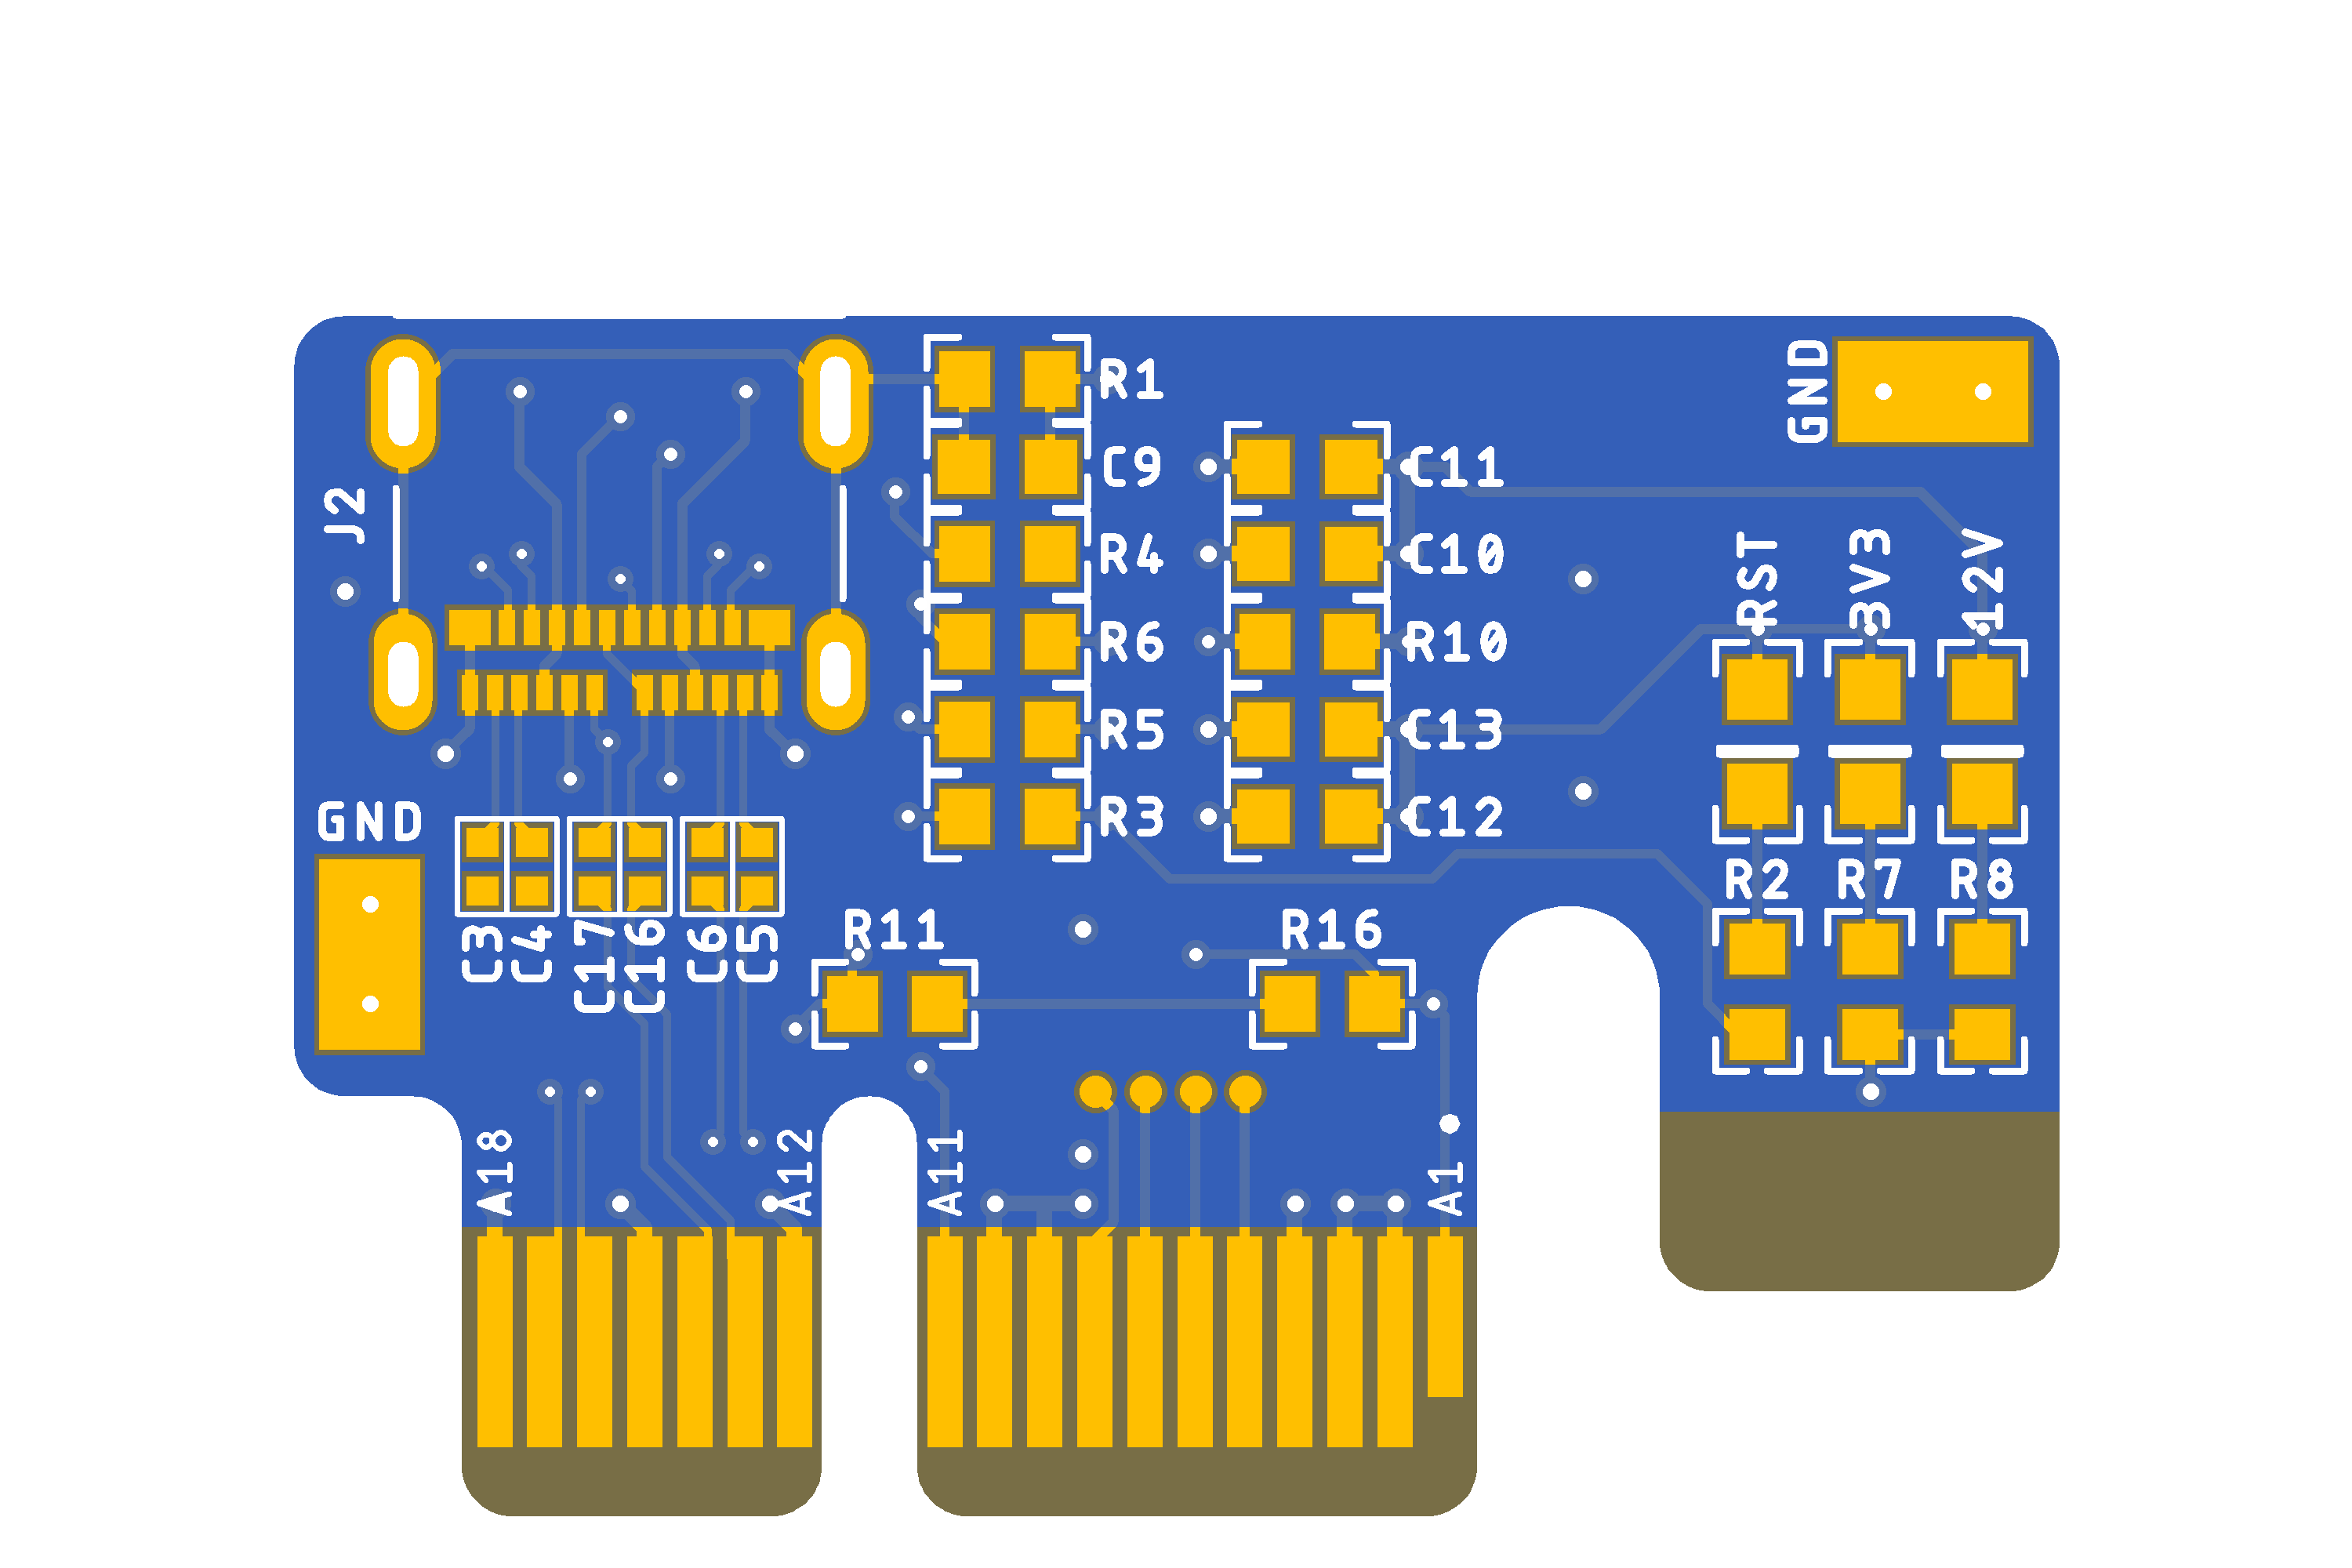 R1
GND
C9
C11
J2
R4
C10
RST
3V3
12V
R6
R10
R5
C13
GND
R3
C12
R2
R7
R8
C3
C4
C17
C16
C6
C5
R11
R16
A18
A12
A11
A1